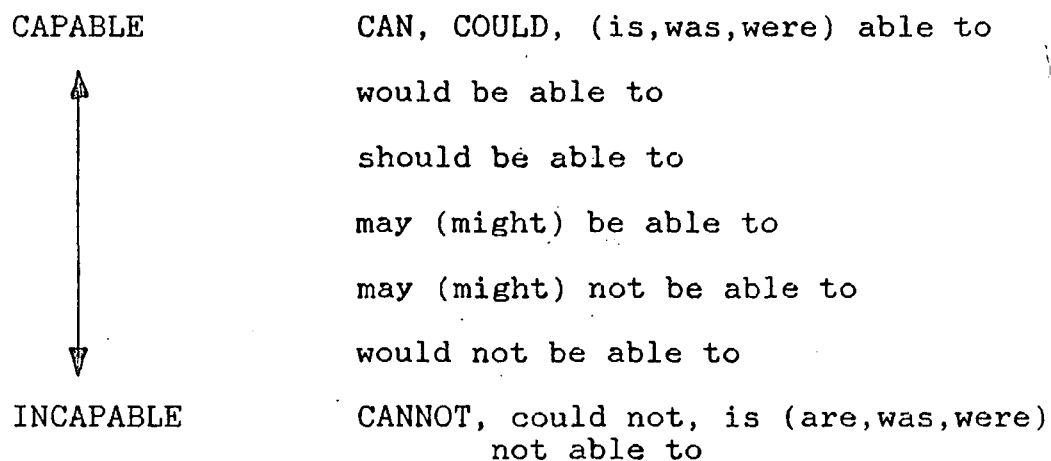 CAPABLE CAN, COULD, (is,was,were) able to
would be able to
should be able to
may (might) be able to
may (might) not be able to
would not be able to
INCAPABLE CANNOT, could not, is (are,was,were)
not able to